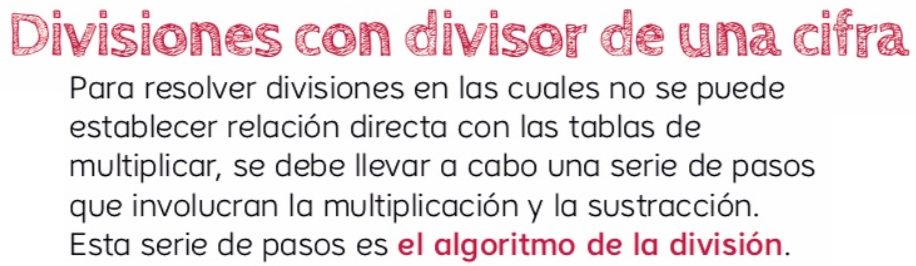 Divisiones con divisor de una cifra
Para resolver divisiones en las cuales no se puede
establecer relación directa con las tablas de
multiplicar, se debe llevar a cabo una serie de pasos
que involucran la multiplicación y la sustracción.
Esta serie de pasos es el algoritmo de la división.